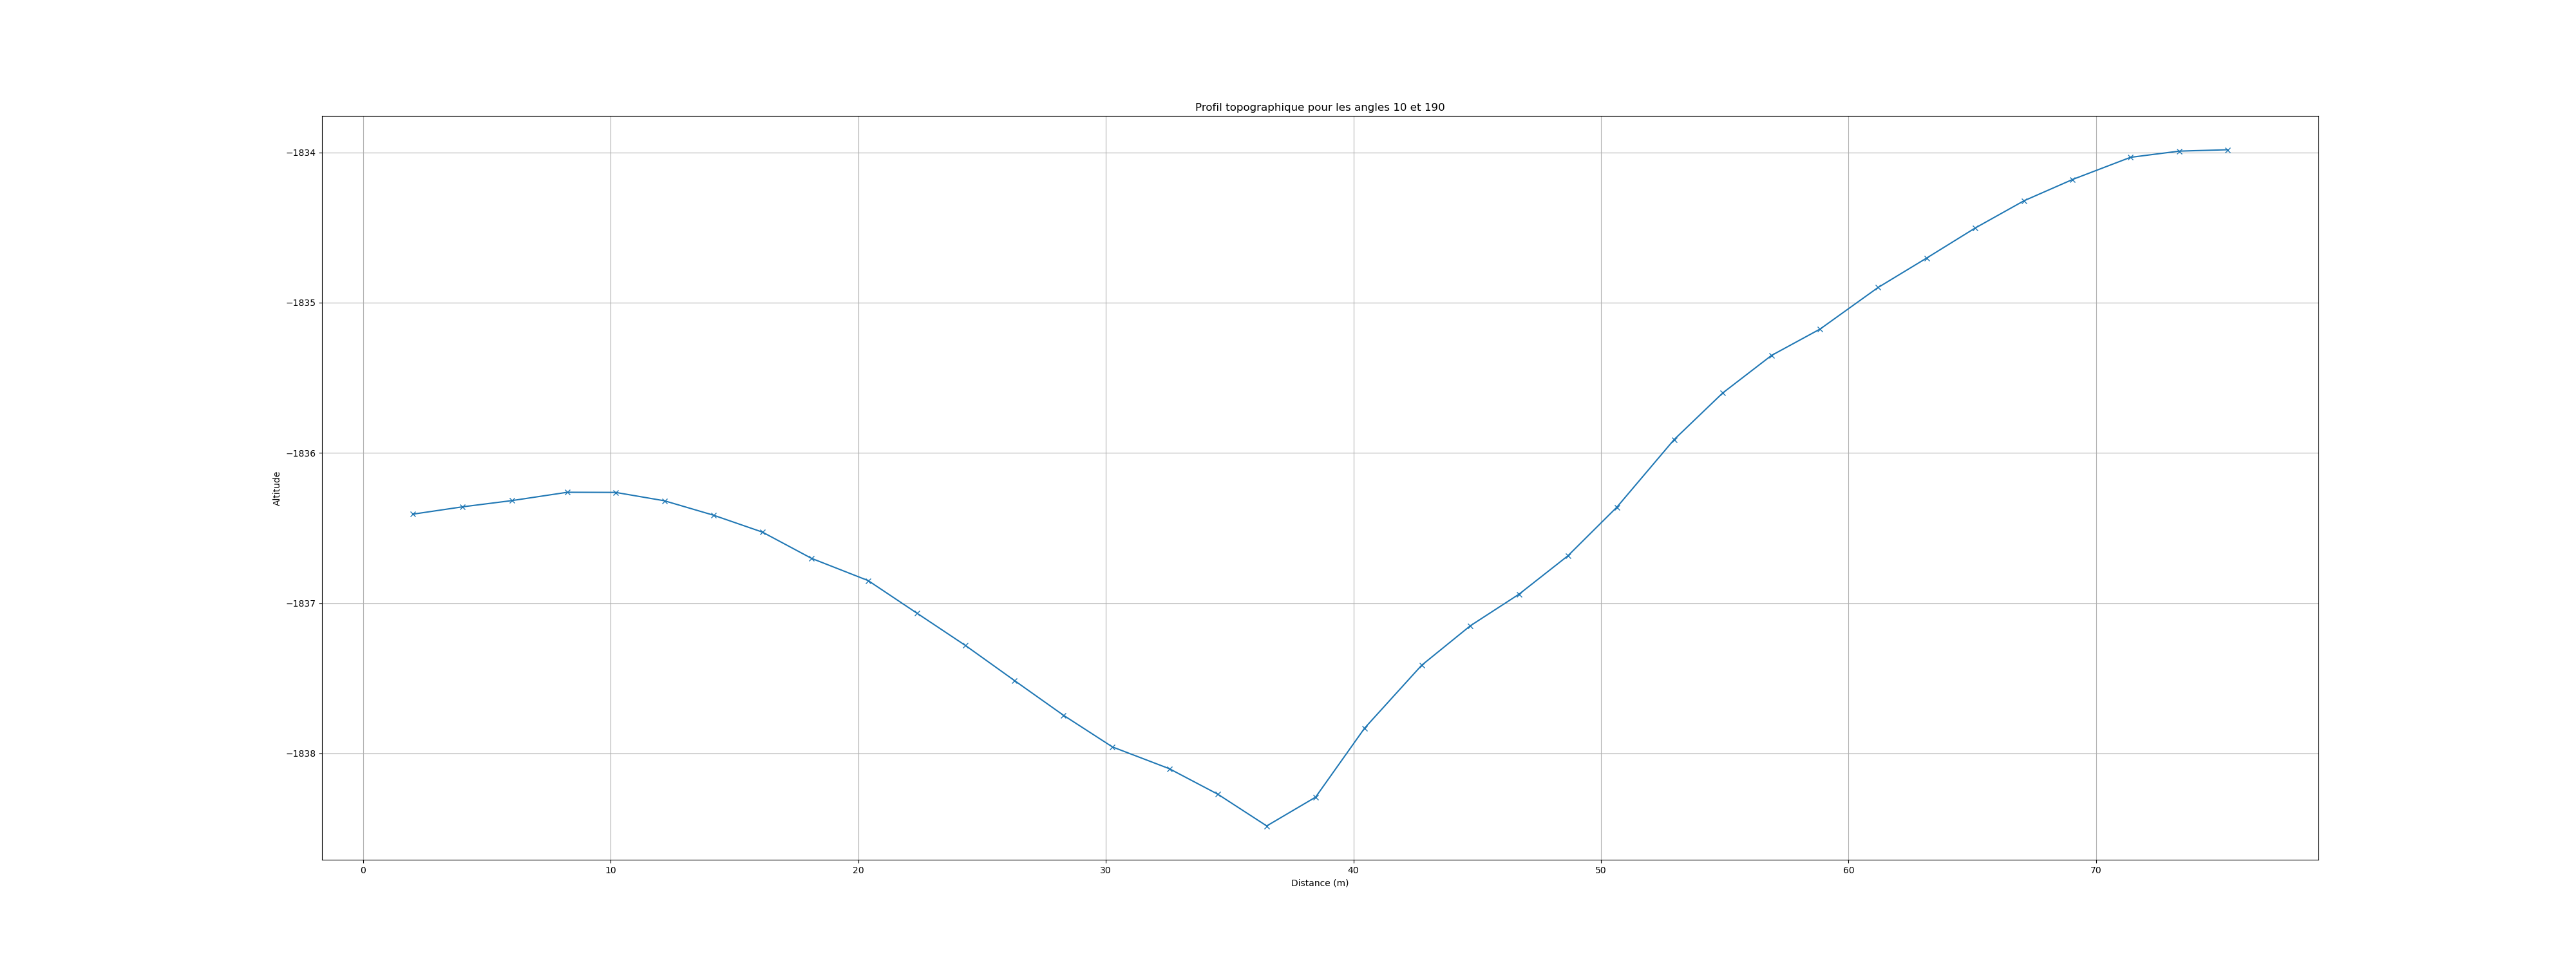 Profil topographique pour les angles 10 et 190
−1834
−1835
−1836
−1837
−1838
Altitude
0 10 20 30 40 50 60 70
Distance (m)